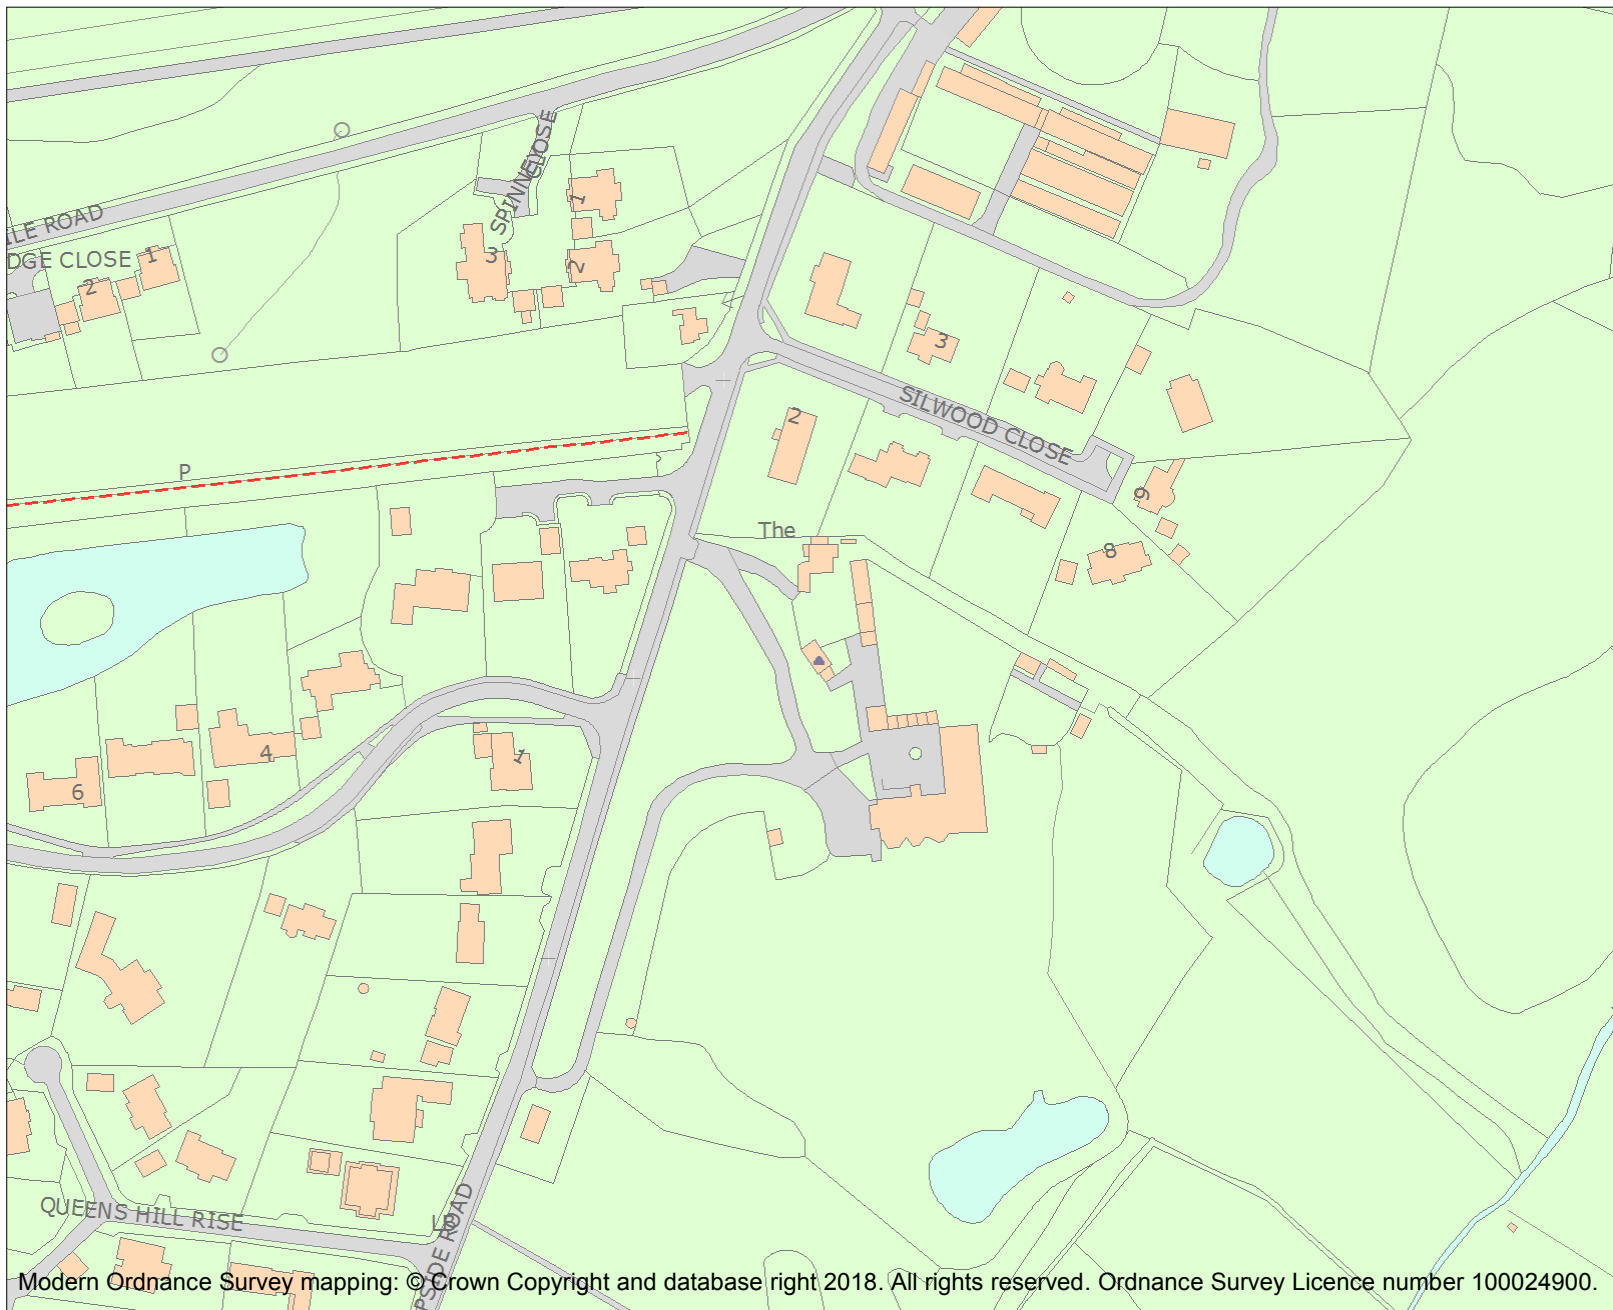 SPINNEY CLOSE
ILE ROAD
DGE CLOSE
1
2
1
2
3
3
SILWOOD CLOSE
2
P
9
The
8
4
1
6
QUEENS HILL RISE
LB
PSIDE ROAD
Modern Ordnance Survey mapping: © Crown Copyright and database right 2018. All rights reserved. Ordnance Survey Licence number 100024900.